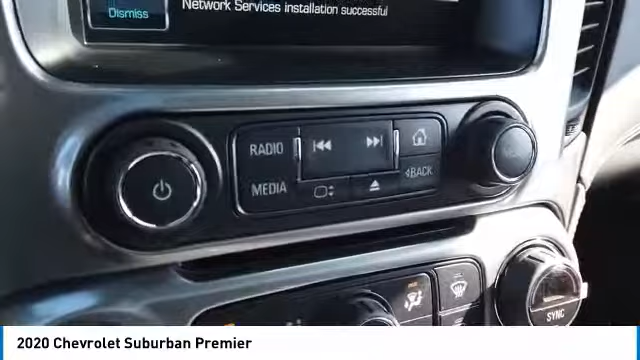 Network Services installation successful
Dismiss
RADIO
MEDIA
BACK
SYNC
2020 Chevrolet Suburban Premier